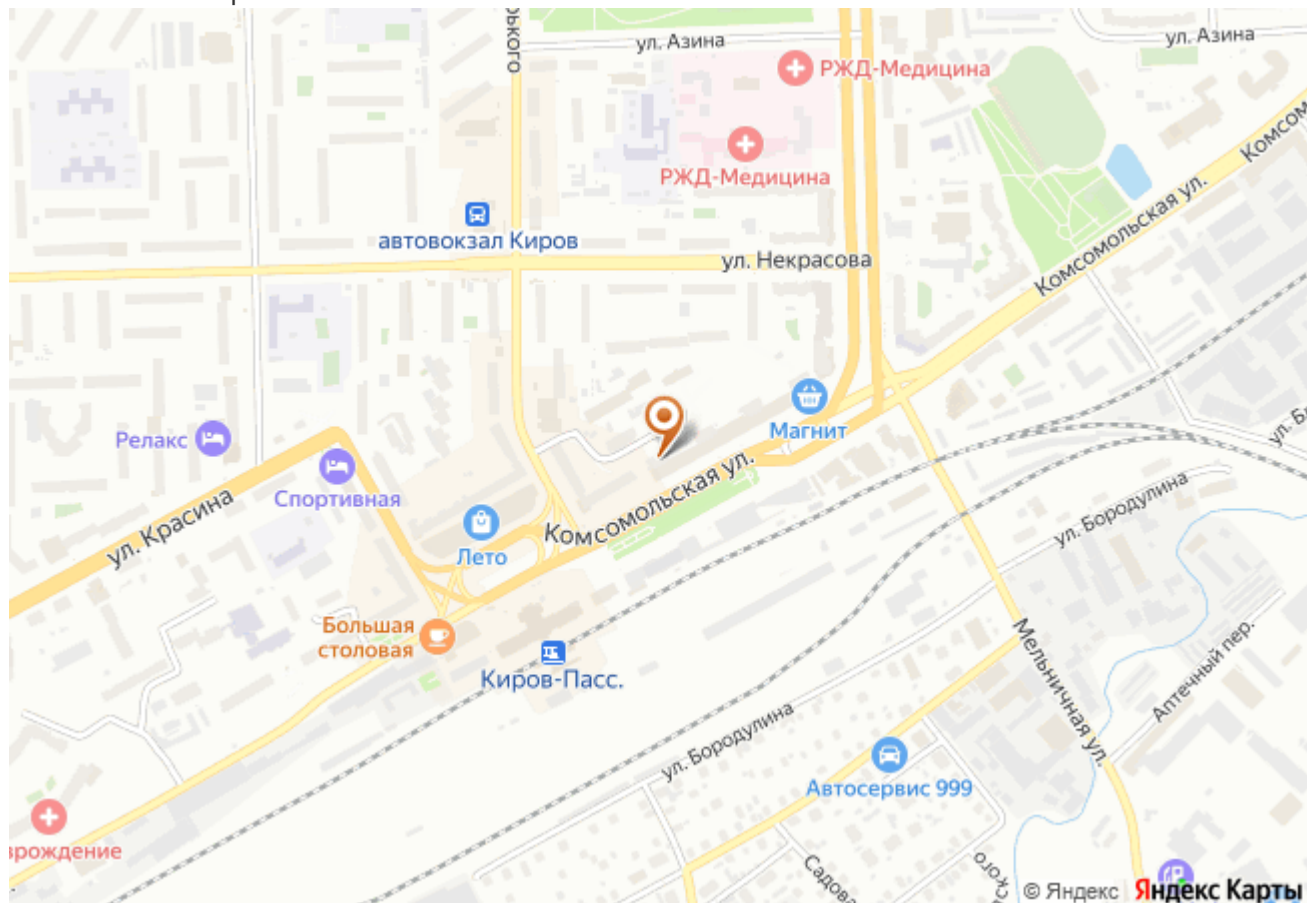 ул. Азина
ул. Азина
РЖД-Медицина
РЖД-Медицина
автовокзал Киров
ул. Некрасова
Комсомольская ул.
Релакс
Спортивная
Магнит
ул. Красина
Лето
Комсомольская ул.
ул. Бородулина
Большая
столовая
Киров-Пасс.
Мельничная ул.
Аптечный пер.
ул. Бородулина
Автосервис 999
© Яндекс Яндекс Карты